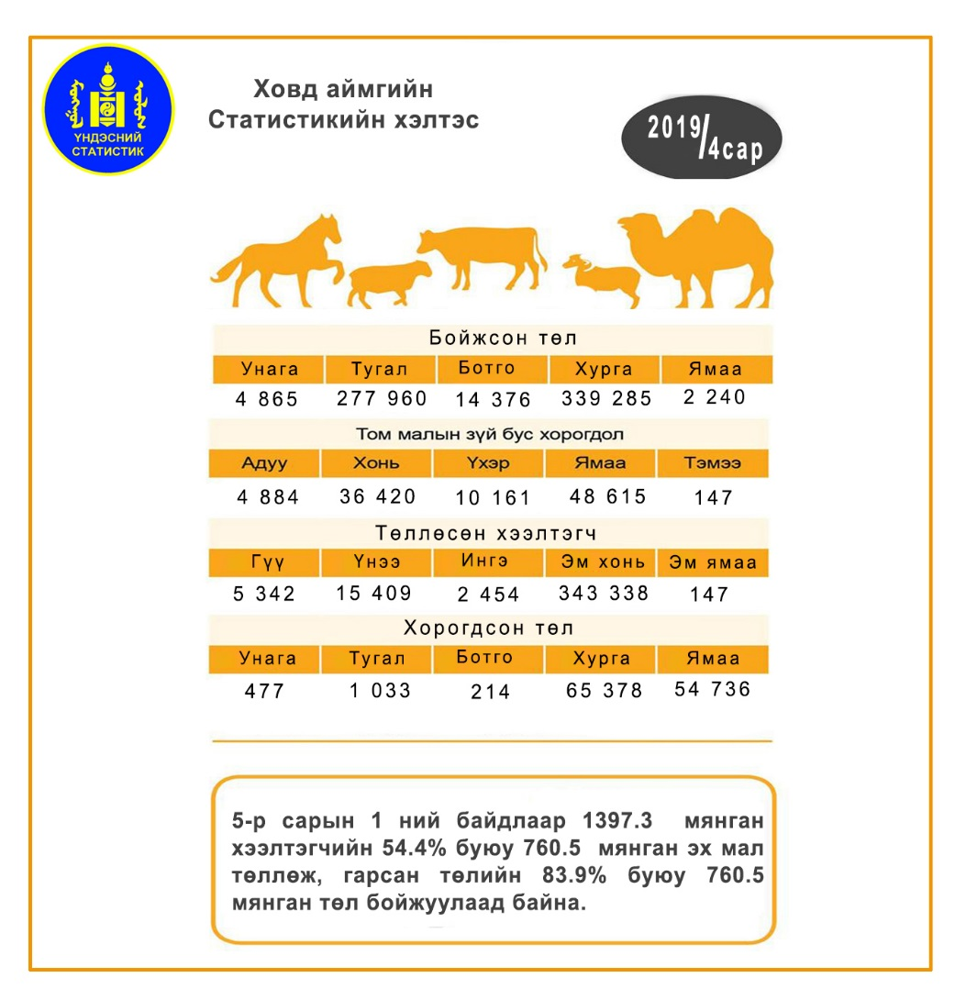 ҮНДЭСНИЙ
СТАТИСТИК
Ховд аймгийн
Статистикийн хэлтэс
2019/4сар
Бойжсон төл
Унага Тугал Ботго Хурга Ямаа
4 865 277 960 14 376 339 285 2 240
Том малын зүй бус хорогдол
Адуу Хонь Үхэр Ямаа Тэмээ
4 884 36 420 10 161 48 615 147
Төллөсөн хээлтэгч
Гүү Үнээ Ингэ Эм хонь Эм ямаа
5 342 15 409 2 454 343 338 147
Хорогдсон төл
Унага Тугал Ботго Хурга Ямаа
477 1 033 214 65 378 54 736
5-р сарын 1 ний байдлаар 1397.3 мянган
хээлтэгчийн 54.4% буюу 760.5 мянган эх мал
төллөж, гарсан төлийн 83.9% буюу 760.5
мянган төл бойжуулаад байна.